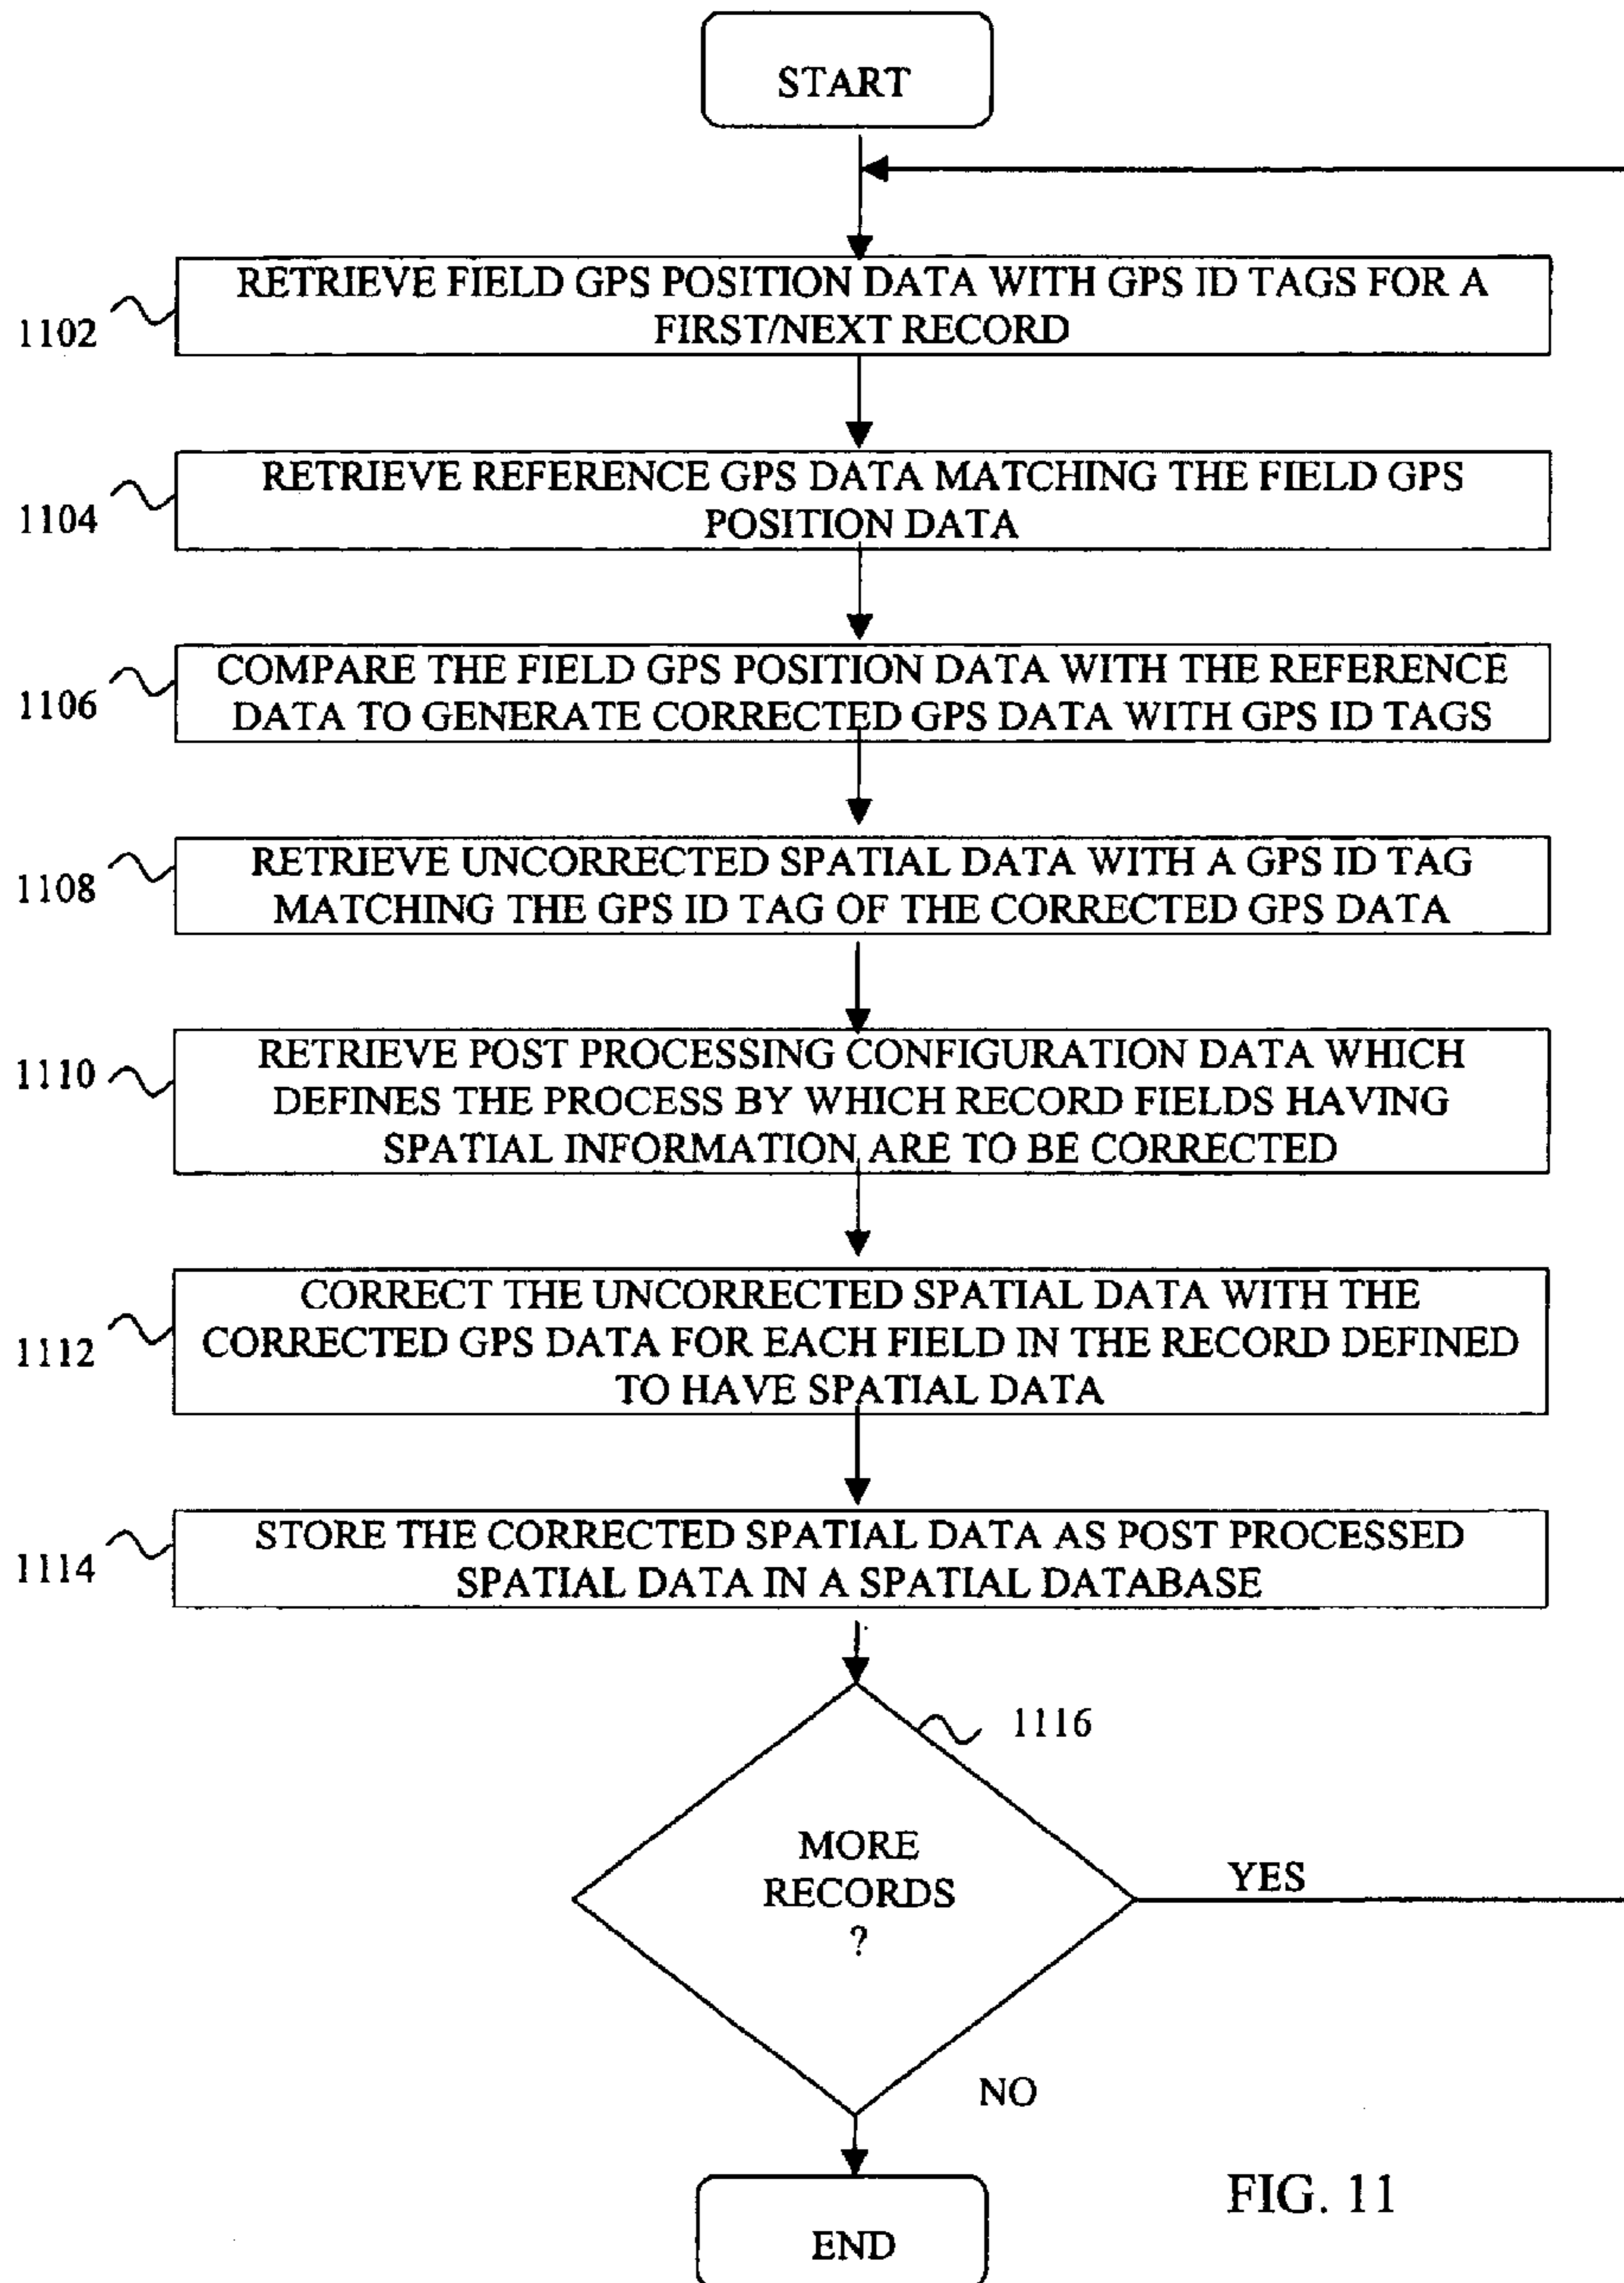 START
RETRIEVE FIELD GPS POSITION DATA WITH GPS ID TAGS FOR A
FIRST/NEXT RECORD
1102
RETRIEVE REFERENCE GPS DATA MATCHING THE FIELD GPS
POSITION DATA
1104
COMPARE THE FIELD GPS POSITION DATA WITH THE REFERENCE
DATA TO GENERATE CORRECTED GPS DATA WITH GPS ID TAGS
1106
RETRIEVE UNCORRECTED SPATIAL DATA WITH A GPS ID TAG
MATCHING THE GPS ID TAG OF THE CORRECTED GPS DATA
1108
RETRIEVE POST PROCESSING CONFIGURATION DATA WHICH
DEFINES THE PROCESS BY WHICH RECORD FIELDS HAVING
SPATIAL INFORMATION ARE TO BE CORRECTED
1110
CORRECT THE UNCORRECTED SPATIAL DATA WITH THE
CORRECTED GPS DATA FOR EACH FIELD IN THE RECORD DEFINED
TO HAVE SPATIAL DATA
1112
STORE THE CORRECTED SPATIAL DATA AS POST PROCESSED
SPATIAL DATA IN A SPATIAL DATABASE
1114
1116
MORE
RECORDS
?
YES
NO
END
FIG. 11